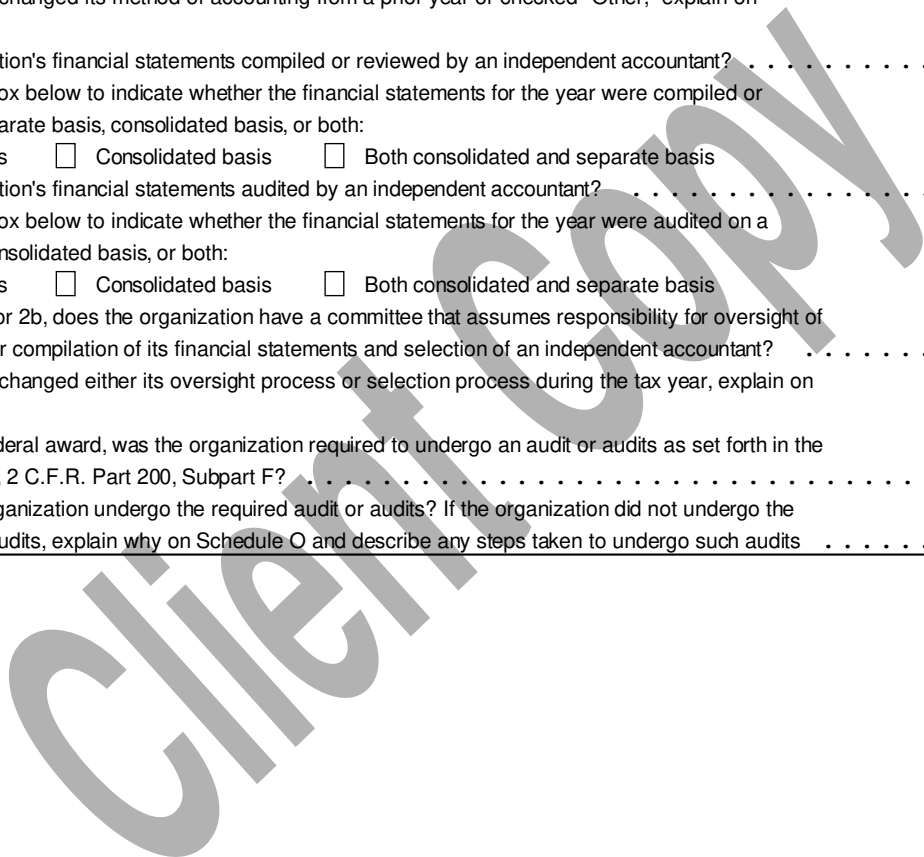 changed its method of accounting from a prior year or checked "Other," explain on
tion's financial statements compiled or reviewed by an independent accountant? . . . . . . . . . .
ox below to indicate whether the financial statements for the year were compiled or
arate basis, consolidated basis, or both:
s Consolidated basis Both consolidated and separate basis
tion's financial statements audited by an independent accountant? . . . . . . . . . . . . . . . .
ox below to indicate whether the financial statements for the year were audited on a
nsolidated basis, or both:
s Consolidated basis Both consolidated and separate basis
or 2b, does the organization have a committee that assumes responsibility for oversight of
r compilation of its financial statements and selection of an independent accountant? . . . . . . .
changed either its oversight process or selection process during the tax year, explain on
deral award, was the organization required to undergo an audit or audits as set forth in the
, 2 C.F.R. Part 200, Subpart F? . . . . . . . . . . . . . . . . . . . . . . . . . . . . . . . .
ganization undergo the required audit or audits? If the organization did not undergo the
udits, explain why on Schedule O and describe any steps taken to undergo such audits . . . . . .
Client Copy